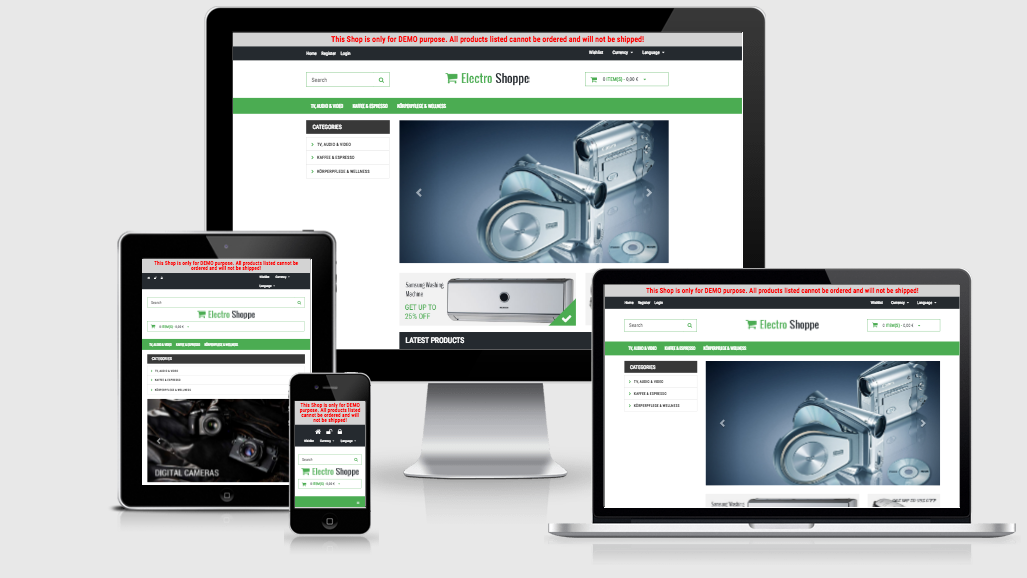 This Shop is only for DEMO purpose. All products listed cannot be ordered and will not be shipped!
Home Register Login
Wishlist Currency Language
Search
Electro Shoppe
0 ITEM(S) - 0,00 €
TV, AUDIO & VIDEO KAFFEE & ESPRESSO KÖRPERPFLEGE & WELLNESS
CATEGORIES
TV, AUDIO & VIDEO
KAFFEE & ESPRESSO
KÖRPERPFLEGE & WELLNESS
Samsung Washing
Machine
GET UP TO
25% OFF
LATEST PRODUCTS
This Shop is only for DEMO purpose. All products listed cannot be
ordered and will not be shipped!
Wishlist Currency
Language
Search
Electro Shoppe
0 ITEM(S) - 0,00 €
TV, AUDIO & VIDEO KAFFEE & ESPRESSO KÖRPERPFLEGE & WELLNESS
CATEGORIES
TV, AUDIO & VIDEO
KAFFEE & ESPRESSO
KÖRPERPFLEGE & WELLNESS
DIGITAL CAMERAS
This Shop is only for DEMO
purpose. All products listed
cannot be ordered and will
not be shipped!
Wishlist Currency Language
Search
Electro Shoppe
0 ITEM(S) - 0,00 €
This Shop is only for DEMO purpose. All products listed cannot be ordered and will not be shipped!
Home Register Login
Wishlist Currency Language
Search
Electro Shoppe
0 ITEM(S) - 0,00 €
TV, AUDIO & VIDEO KAFFEE & ESPRESSO KÖRPERPFLEGE & WELLNESS
CATEGORIES
TV, AUDIO & VIDEO
KAFFEE & ESPRESSO
KÖRPERPFLEGE & WELLNESS
Samsung Washing